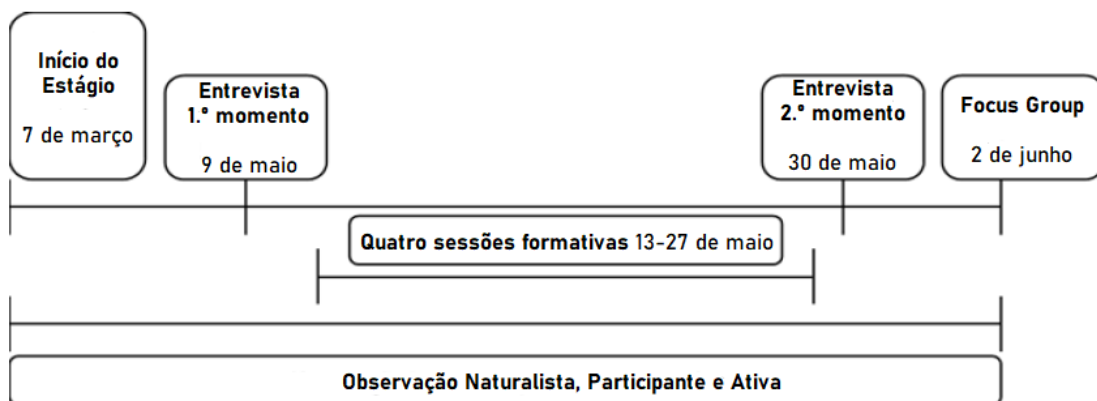 Início do
Estágio
7 de março
Entrevista
1.º momento
9 de maio
Entrevista
2.º momento
30 de maio
Focus Group
2 de junho
Quatro sessões formativas 13-27 de maio
Observação Naturalista, Participante e Ativa